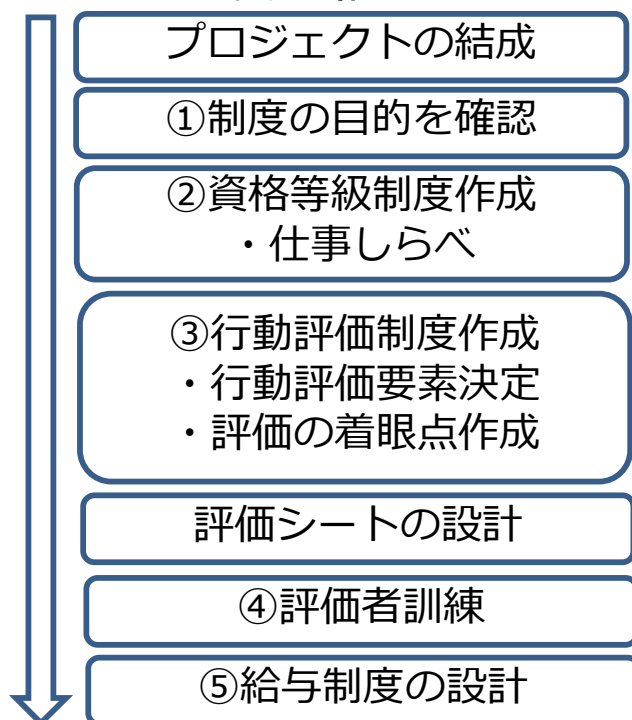 プロジェクトの結成
①制度の目的を確認
②資格等級制度作成
・仕事しらべ
③行動評価制度作成
・行動評価要素決定
・評価の着眼点作成
評価シートの設計
④評価者訓練
⑤給与制度の設計